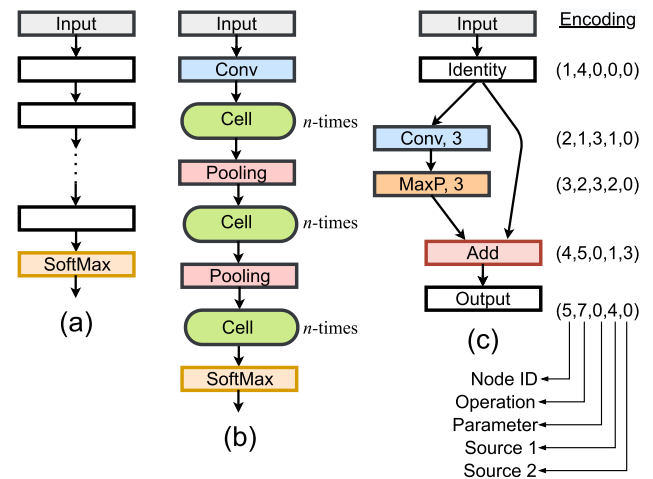 Input
SoftMax
(a)
Input
Conv
Cell
n-times
Pooling
Cell
n-times
Pooling
Cell
n-times
SoftMax
(b)
Input
Encoding
Identity
(1,4,0,0,0)
Conv, 3
(2,1,3,1,0)
MaxP, 3
(3,2,3,2,0)
Add
(4,5,0,1,3)
Output
(5,7,0,4,0)
(c)
Node ID
Operation
Parameter
Source 1
Source 2